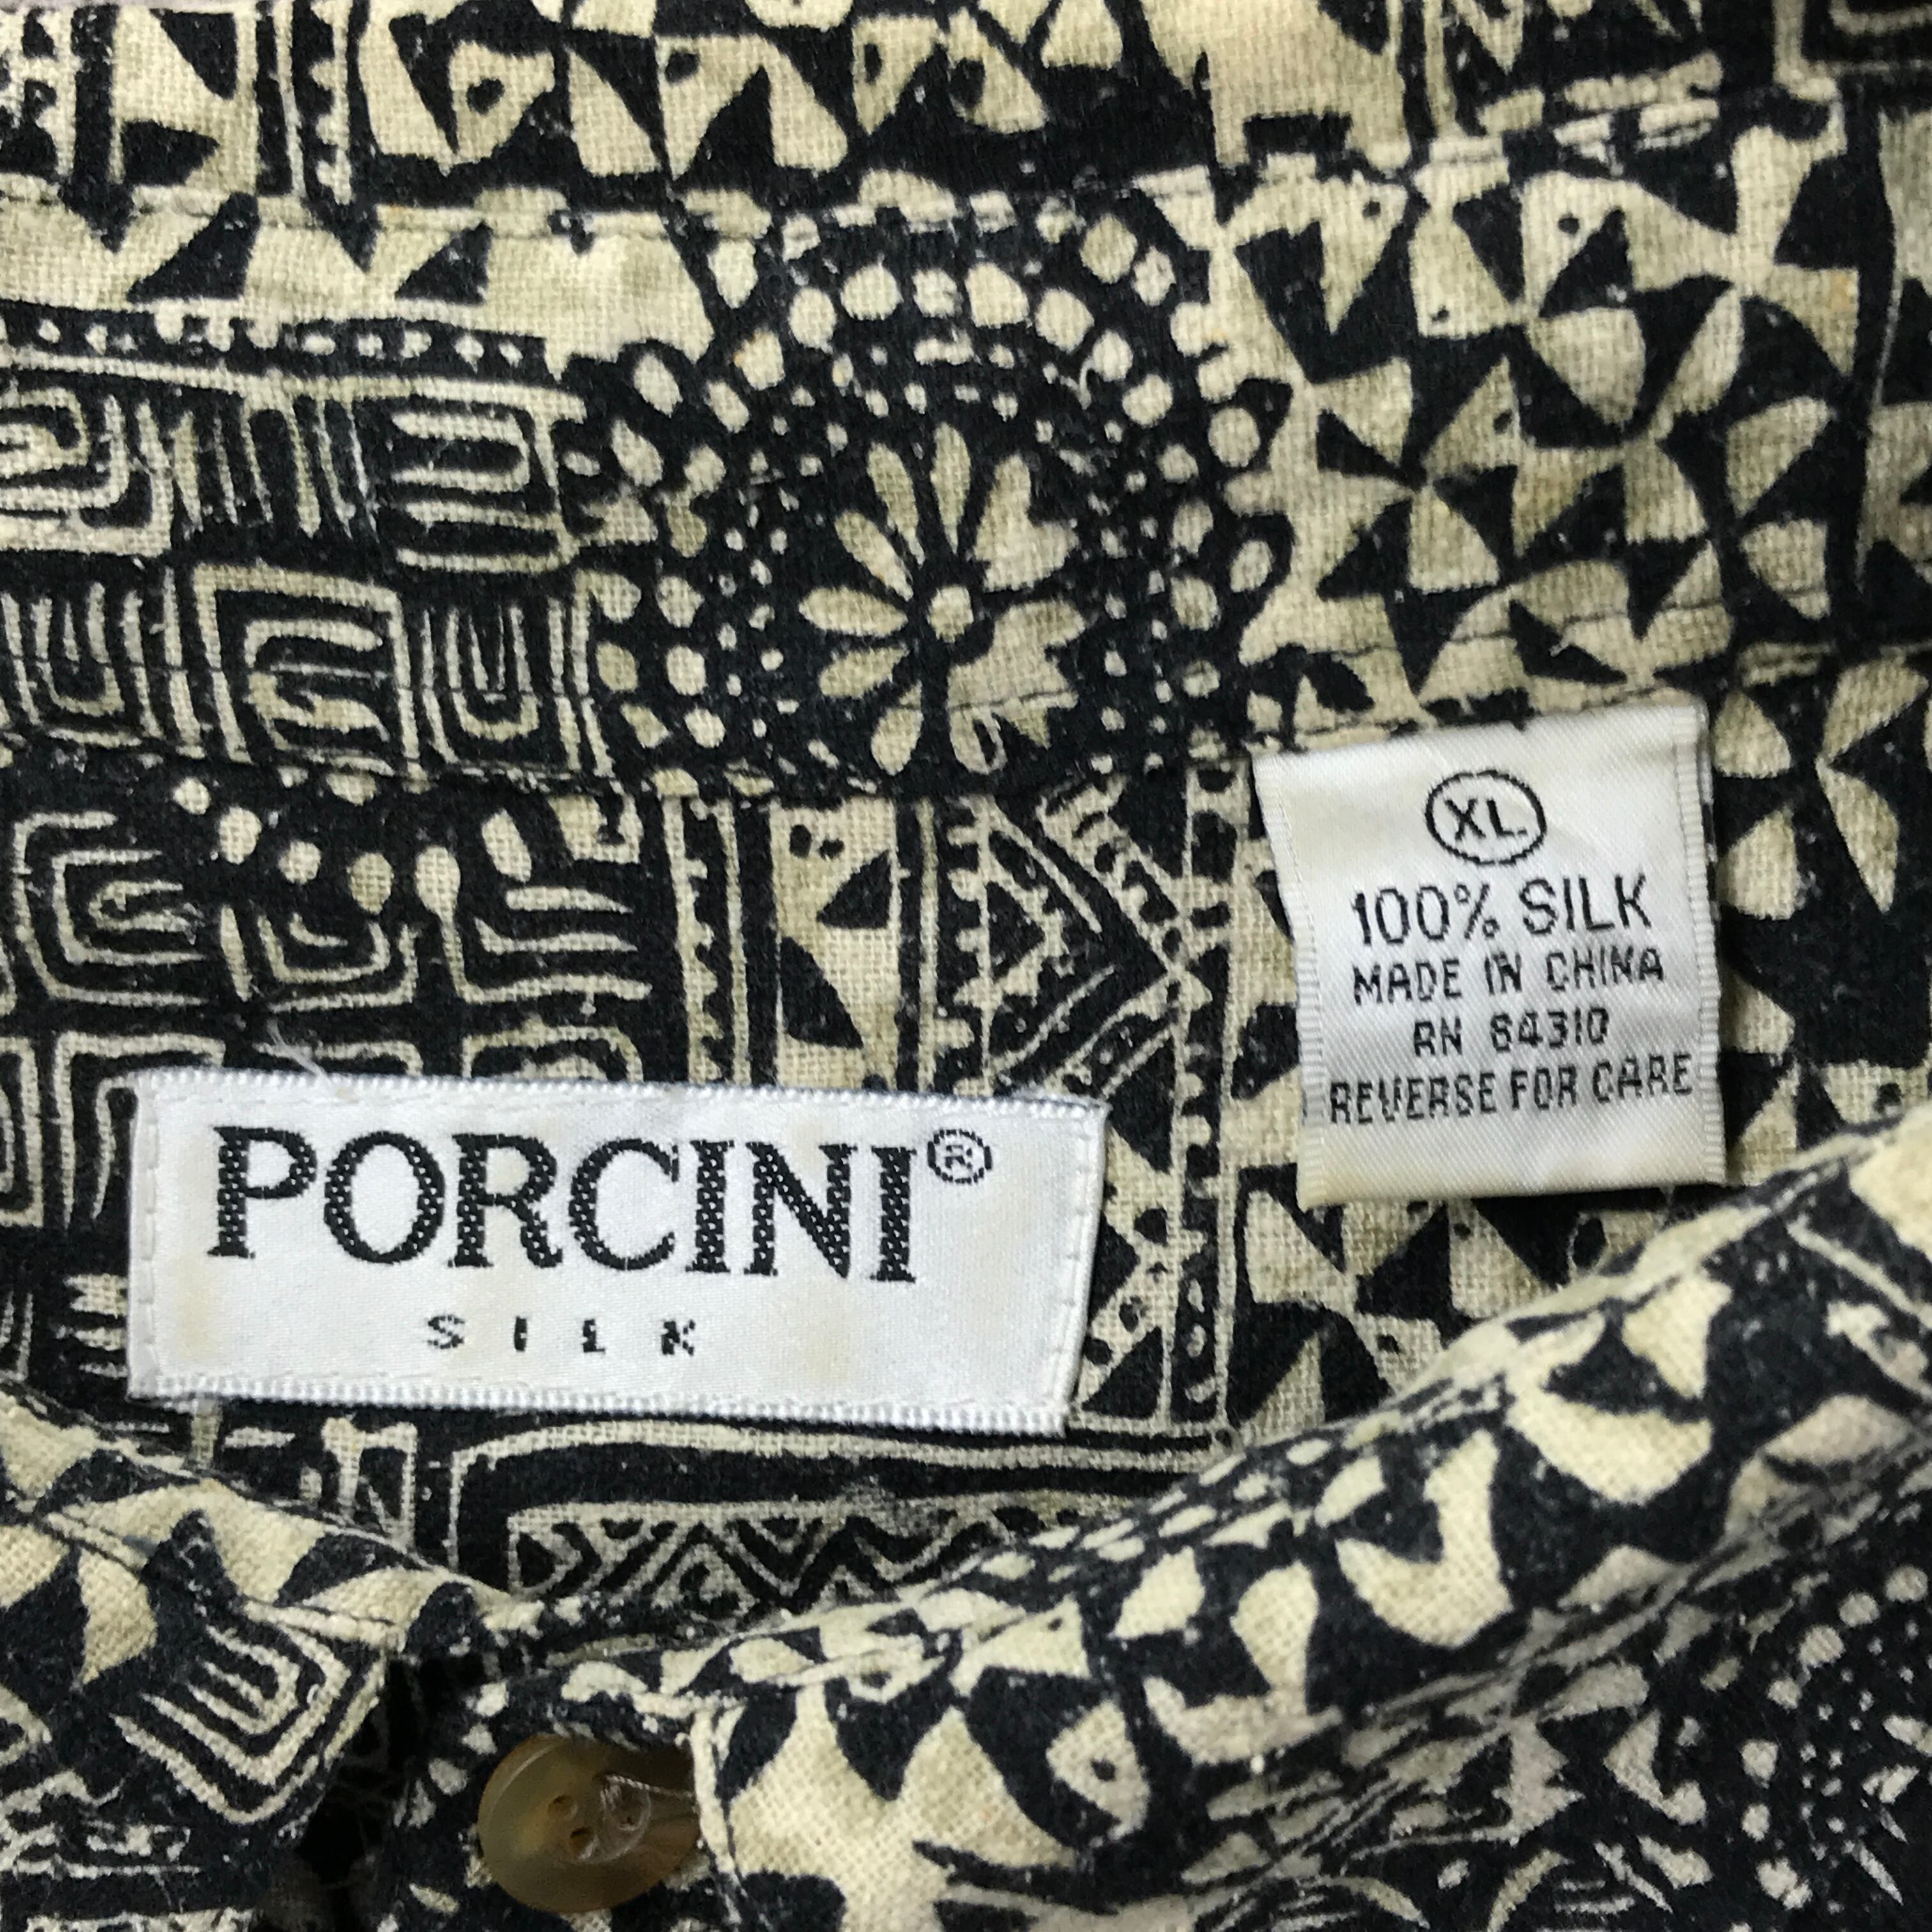 XL
100% SILK
MADE IN CHINA
RN 84310
REVERSE FOR CARE
PORCINI®
SILK